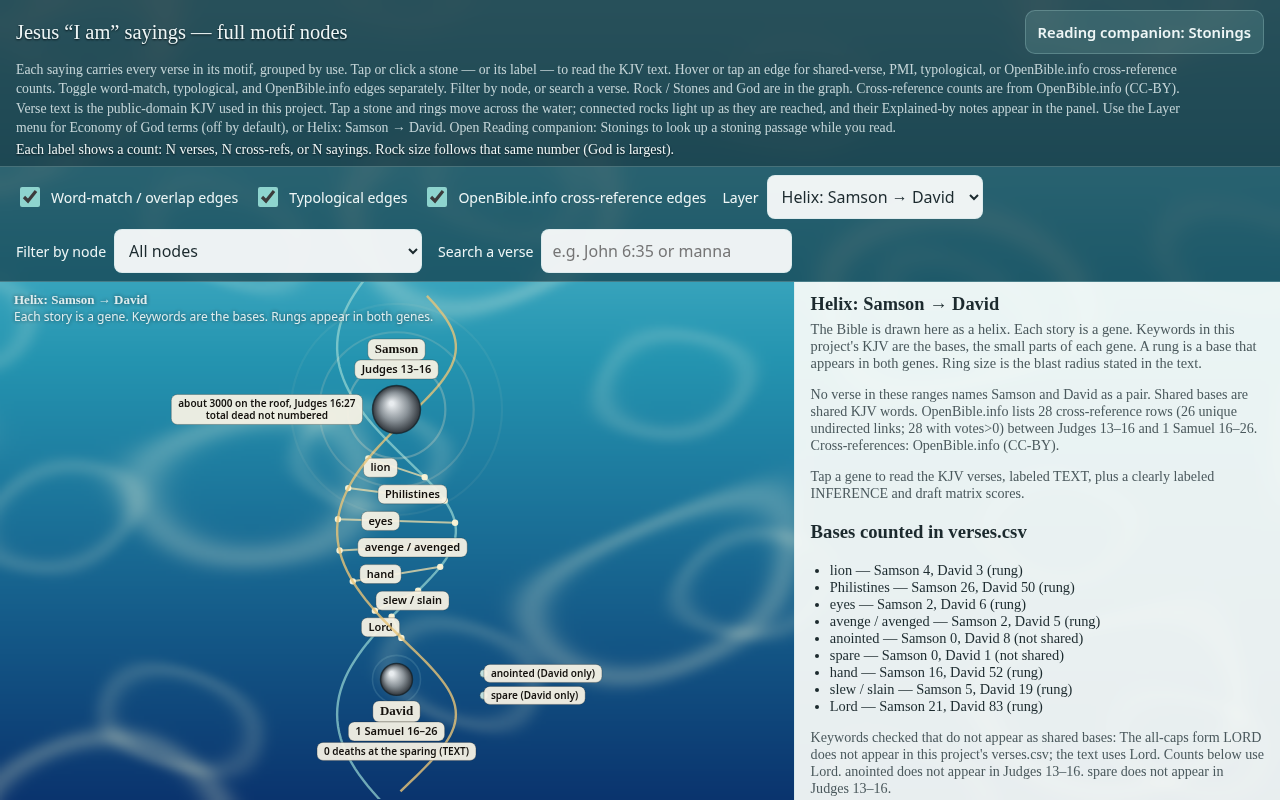 Jesus “I am” sayings — full motif nodes
Reading companion: Stonings
Each saying carries every verse in its motif, grouped by use. Tap or click a stone — or its label — to read the KJV text. Hover or tap an edge for shared-verse, PMI, typological, or OpenBible.info cross-reference
counts. Toggle word-match, typological, and OpenBible.info edges separately. Filter by node, or search a verse. Rock / Stones and God are in the graph. Cross-reference counts are from OpenBible.info (CC-BY).
Verse text is the public-domain KJV used in this project. Tap a stone and rings move across the water; connected rocks light up as they are reached, and their Explained-by notes appear in the panel. Use the Layer
menu for Economy of God terms (off by default), or Helix: Samson → David. Open Reading companion: Stonings to look up a stoning passage while you read.
Each label shows a count: N verses, N cross-refs, or N sayings. Rock size follows that same number (God is largest).
Word-match / overlap edges
Typological edges
OpenBible.info cross-reference edges
Layer
Helix: Samson → David
Filter by node
All nodes
Search a verse
e.g. John 6:35 or manna
Helix: Samson → David
Each story is a gene. Keywords are the bases. Rungs appear in both genes.
Samson
Judges 13–16
about 3000 on the roof, Judges 16:27
total dead not numbered
lion
Philistines
eyes
avenge / avenged
hand
slew / slain
Lord
anointed (David only)
spare (David only)
David
1 Samuel 16–26
0 deaths at the sparing (TEXT)
Helix: Samson → David
The Bible is drawn here as a helix. Each story is a gene. Keywords in this
project's KJV are the bases, the small parts of each gene. A rung is a base that
appears in both genes. Ring size is the blast radius stated in the text.
No verse in these ranges names Samson and David as a pair. Shared bases are
shared KJV words. OpenBible.info lists 28 cross-reference rows (26 unique
undirected links; 28 with votes>0) between Judges 13–16 and 1 Samuel 16–26.
Cross-references: OpenBible.info (CC-BY).
Tap a gene to read the KJV verses, labeled TEXT, plus a clearly labeled
INFERENCE and draft matrix scores.
Bases counted in verses.csv
• lion — Samson 4, David 3 (rung)
• Philistines — Samson 26, David 50 (rung)
• eyes — Samson 2, David 6 (rung)
• avenge / avenged — Samson 2, David 5 (rung)
• anointed — Samson 0, David 8 (not shared)
• spare — Samson 0, David 1 (not shared)
• hand — Samson 16, David 52 (rung)
• slew / slain — Samson 5, David 19 (rung)
• Lord — Samson 21, David 83 (rung)
Keywords checked that do not appear as shared bases: The all-caps form LORD
does not appear in this project's verses.csv; the text uses Lord. Counts below use
Lord. anointed does not appear in Judges 13–16. spare does not appear in
Judges 13–16.